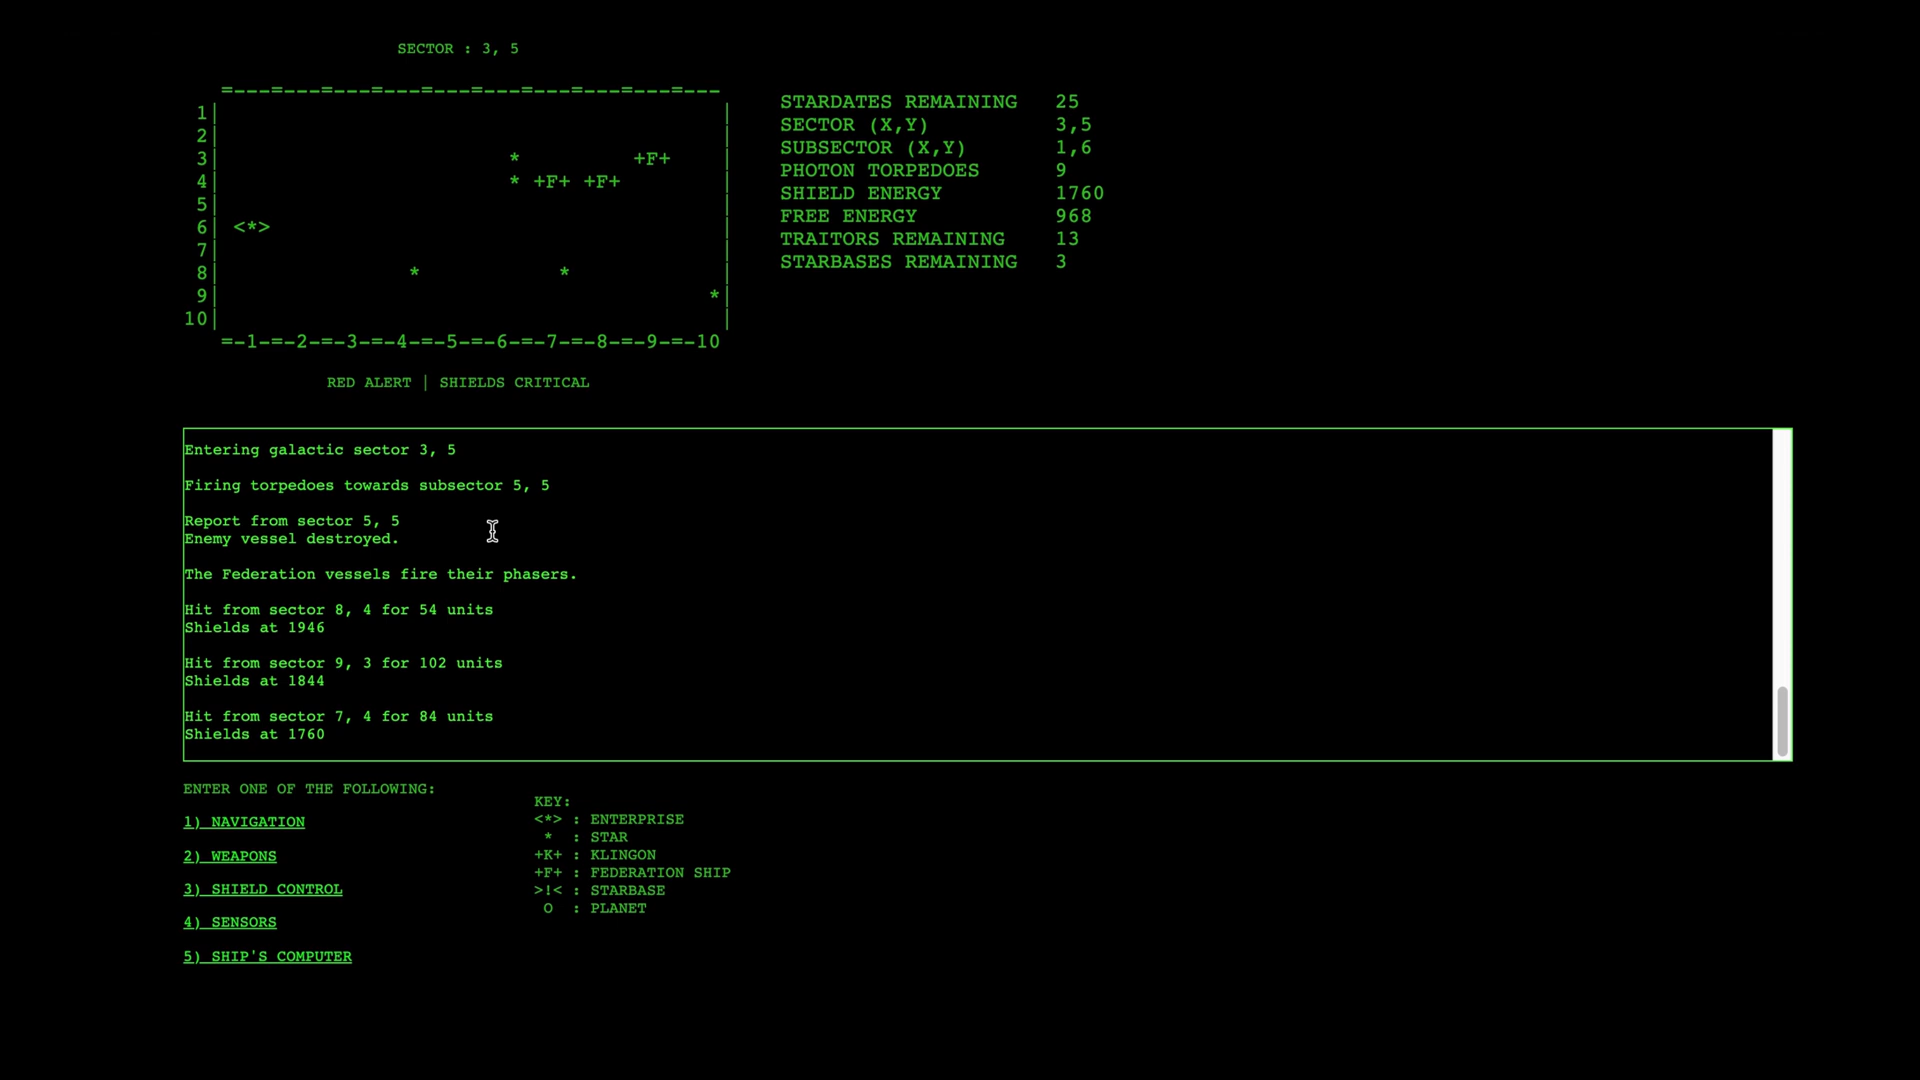 SECTOR : 3, 5
=---=---=---=---=---=---=---=---=---=---
1| |
2| |
3| * +F+ |
4| * +F+ +F+ |
5| |
6| <*> |
7| |
8| * * |
9| *|
10| |
=-1-=-2-=-3-=-4-=-5-=-6-=-7-=-8-=-9-=-10
RED ALERT | SHIELDS CRITICAL
STARDATES REMAINING 25
SECTOR (X,Y) 3,5
SUBSECTOR (X,Y) 1,6
PHOTON TORPEDOES 9
SHIELD ENERGY 1760
FREE ENERGY 968
TRAITORS REMAINING 13
STARBASES REMAINING 3
Entering galactic sector 3, 5
Firing torpedoes towards subsector 5, 5
Report from sector 5, 5
Enemy vessel destroyed.
The Federation vessels fire their phasers.
Hit from sector 8, 4 for 54 units
Shields at 1946
Hit from sector 9, 3 for 102 units
Shields at 1844
Hit from sector 7, 4 for 84 units
Shields at 1760
ENTER ONE OF THE FOLLOWING:
1) NAVIGATION
2) WEAPONS
3) SHIELD CONTROL
4) SENSORS
5) SHIP'S COMPUTER
KEY:
<*> : ENTERPRISE
* : STAR
+K+ : KLINGON
+F+ : FEDERATION SHIP
>!< : STARBASE
O : PLANET